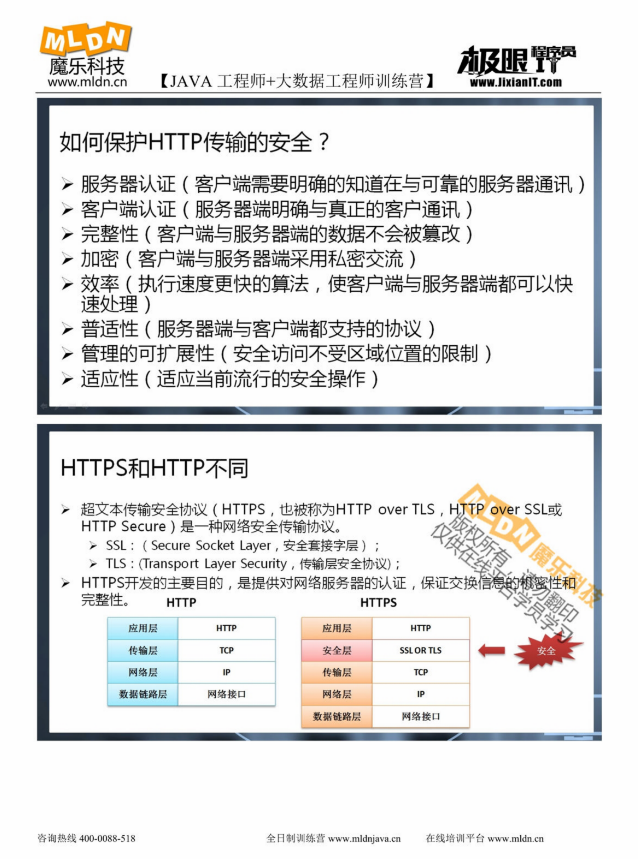 MLDN
魔乐科技
www.mldn.cn
【JAVA 工程师+大数据工程师训练营】
极限IT程序员
www.JixianIT.com
如何保护HTTP传输的安全？
➤ 服务器认证（客户端需要明确的知道在与可靠的服务器通讯）
➤ 客户端认证（服务器端明确与真正的客户通讯）
➤ 完整性（客户端与服务器端的数据不会被篡改）
➤ 加密（客户端与服务器端采用私密交流）
➤ 效率（执行速度更快的算法，使客户端与服务器端都可以快
速处理）
➤ 普适性（服务器端与客户端都支持的协议）
➤ 管理的可扩展性（安全访问不受区域位置的限制）
➤ 适应性（适应当前流行的安全操作）
HTTPS和HTTP不同
➤ 超文本传输安全协议（HTTPS，也被称为HTTP over TLS，HTTP over SSL或
HTTP Secure）是一种网络安全传输协议。
➤ SSL：（Secure Socket Layer，安全套接字层）；
➤ TLS：(Transport Layer Security，传输层安全协议)；
➤ HTTPS开发的主要目的，是提供对网络服务器的认证，保证交换信息的机密性和
完整性。
HTTP
应用层 HTTP
传输层 TCP
网络层 IP
数据链路层 网络接口
HTTPS
应用层 HTTP
安全层 SSL OR TLS
传输层 TCP
网络层 IP
数据链路层 网络接口
安全
MLDN 魔乐科技
版权所有，请勿翻印
咨询热线 400-0088-518
全日制训练营 www.mldnjava.cn
在线培训平台 www.mldn.cn